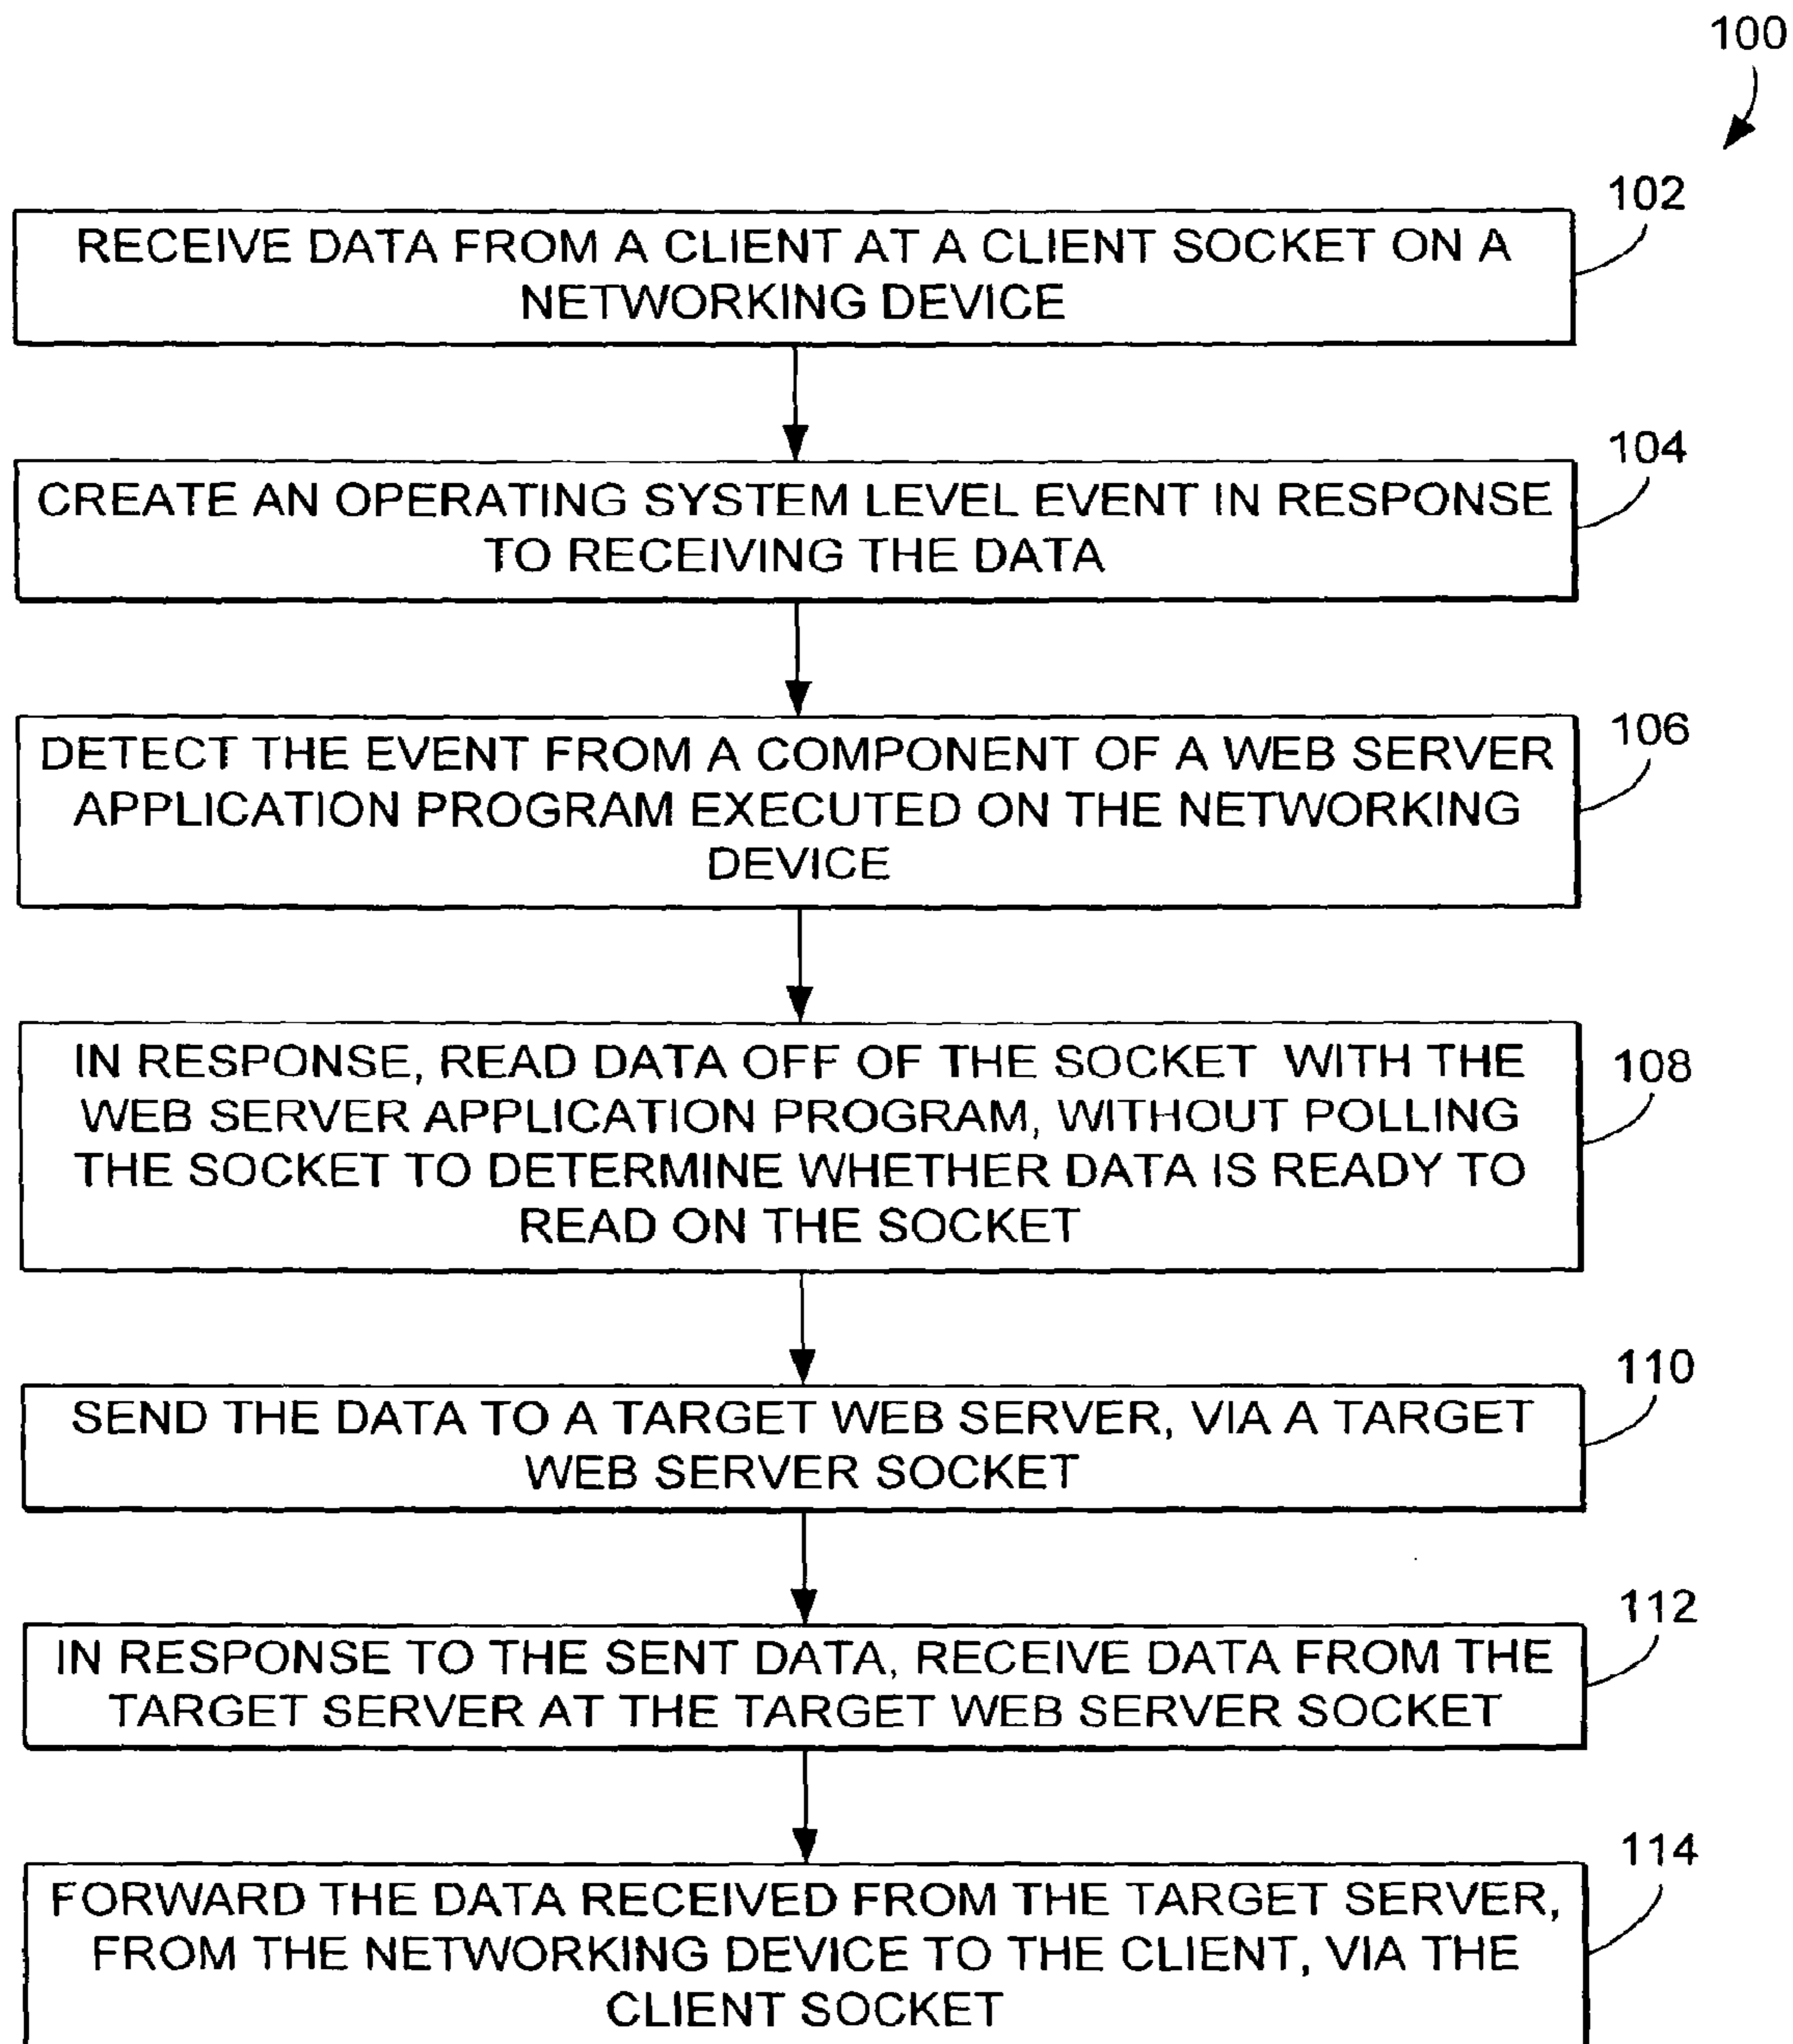 100
102
RECEIVE DATA FROM A CLIENT AT A CLIENT SOCKET ON A
NETWORKING DEVICE
104
CREATE AN OPERATING SYSTEM LEVEL EVENT IN RESPONSE
TO RECEIVING THE DATA
106
DETECT THE EVENT FROM A COMPONENT OF A WEB SERVER
APPLICATION PROGRAM EXECUTED ON THE NETWORKING
DEVICE
108
IN RESPONSE, READ DATA OFF OF THE SOCKET WITH THE
WEB SERVER APPLICATION PROGRAM, WITHOUT POLLING
THE SOCKET TO DETERMINE WHETHER DATA IS READY TO
READ ON THE SOCKET
110
SEND THE DATA TO A TARGET WEB SERVER, VIA A TARGET
WEB SERVER SOCKET
112
IN RESPONSE TO THE SENT DATA, RECEIVE DATA FROM THE
TARGET SERVER AT THE TARGET WEB SERVER SOCKET
114
FORWARD THE DATA RECEIVED FROM THE TARGET SERVER,
FROM THE NETWORKING DEVICE TO THE CLIENT, VIA THE
CLIENT SOCKET